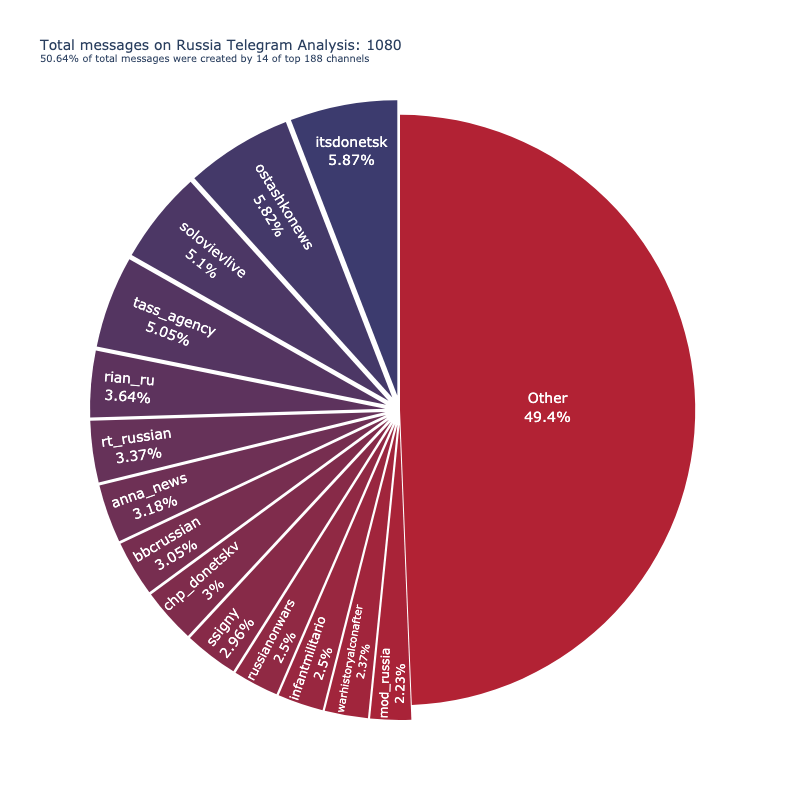 Total messages on Russia Telegram Analysis: 1080
50.64% of total messages were created by 14 of top 188 channels
itsdonetsk
5.87%
ostashkonews
5.82%
solovievlive
5.1%
tass_agency
5.05%
rian_ru
3.64%
rt_russian
3.37%
anna_news
3.18%
bbcrussian
3.05%
chp_donetskv
3%
ssigny
2.96%
russianonwars
2.5%
infantmilitario
2.5%
warhistoryalconafter
2.37%
mod_russia
2.23%
Other
49.4%